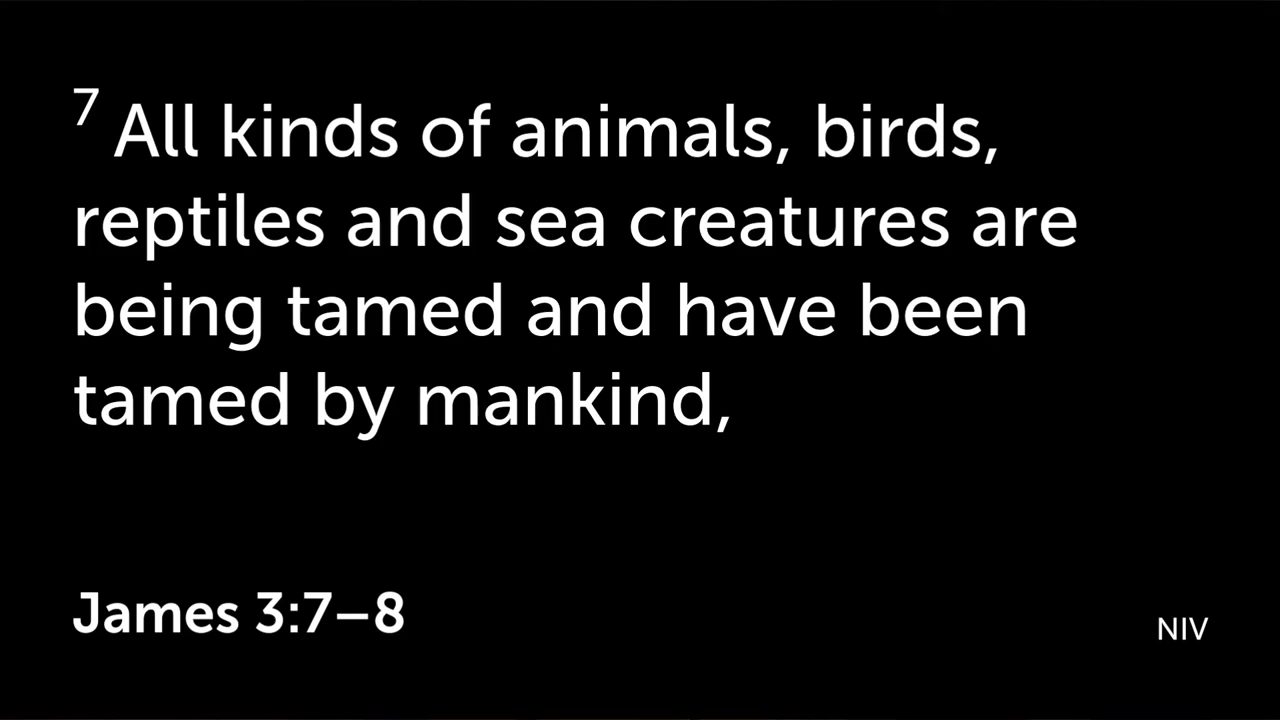 7 All kinds of animals, birds,
reptiles and sea creatures are
being tamed and have been
tamed by mankind,
James 3:7–8
NIV